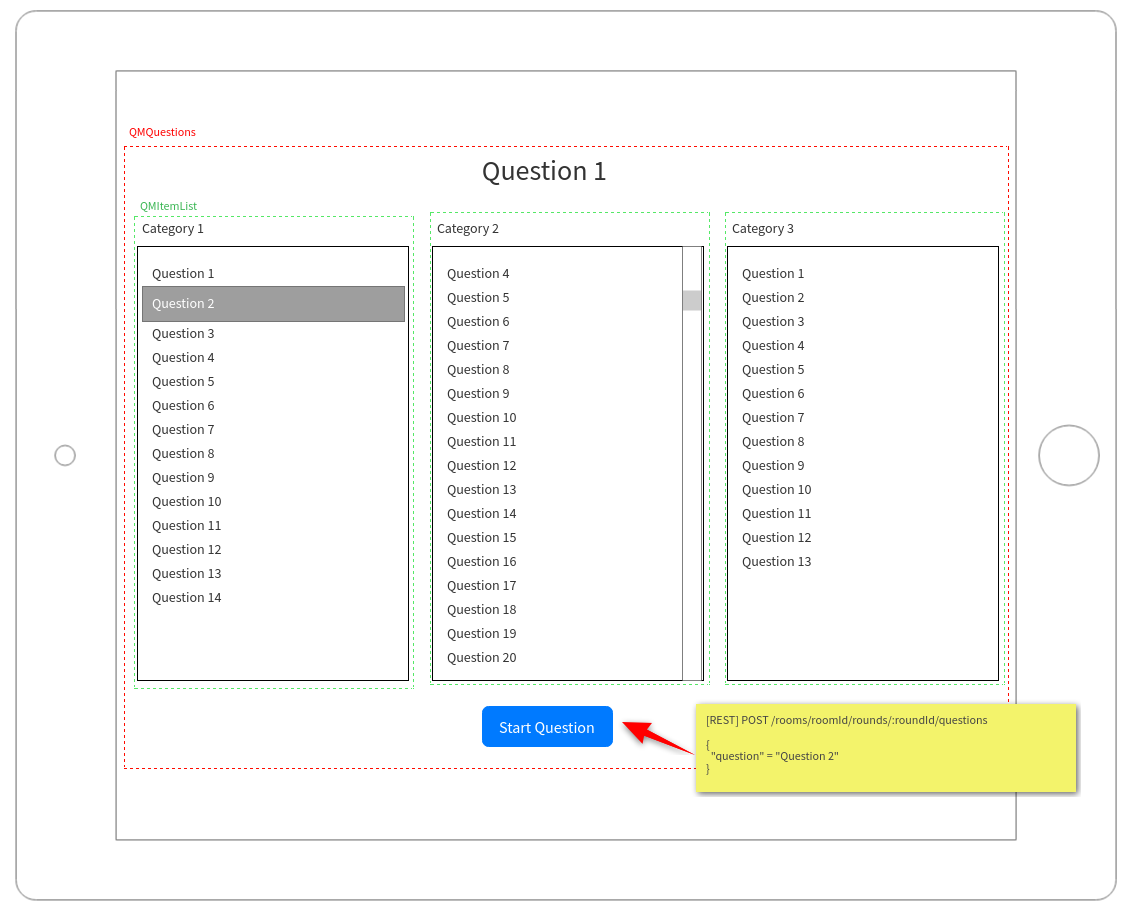 QMQuestions
Question 1
QMItemList
Category 1
Question 1
Question 2
Question 3
Question 4
Question 5
Question 6
Question 7
Question 8
Question 9
Question 10
Question 11
Question 12
Question 13
Question 14
Category 2
Question 4
Question 5
Question 6
Question 7
Question 8
Question 9
Question 10
Question 11
Question 12
Question 13
Question 14
Question 15
Question 16
Question 17
Question 18
Question 19
Question 20
Category 3
Question 1
Question 2
Question 3
Question 4
Question 5
Question 6
Question 7
Question 8
Question 9
Question 10
Question 11
Question 12
Question 13
Start Question
[REST] POST /rooms/roomId/rounds/:roundId/questions
{
"question" = "Question 2"
}